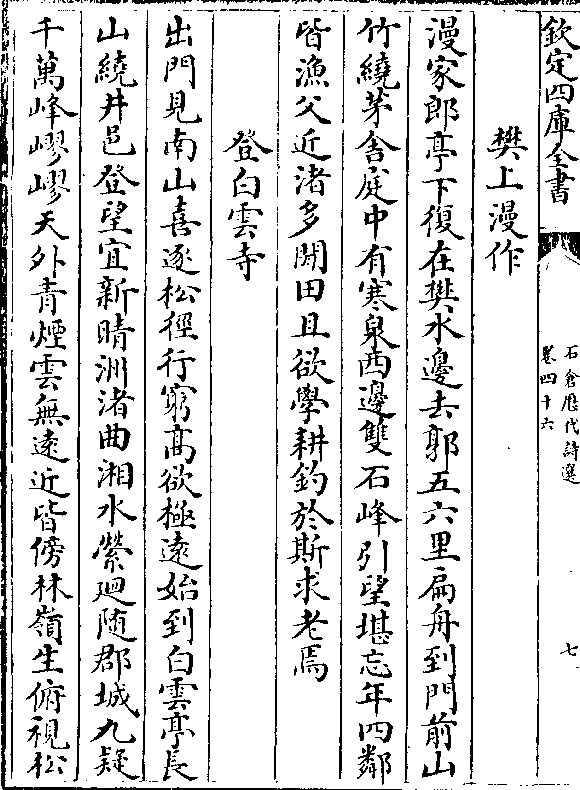 欽定四庫全書
石倉歷代詩選
卷四十六
七
樊上漫作
漫家郎亭下復在樊水邊去郭五六里扁舟到門前山
竹繞茅舍庭中有寒泉西邊雙石峰引望堪忘年四鄰
皆漁父近渚多閒田且欲學耕釣於斯求老焉
登白雲寺
出門見南山喜逐松徑行窮高欲極遠始到白雲亭長
山繞井邑登望宜新晴洲渚曲湘水縈廻隨郡城九疑
千萬峰嵺嵺天外青煙雲無遠近皆傍林嶺生俯視松